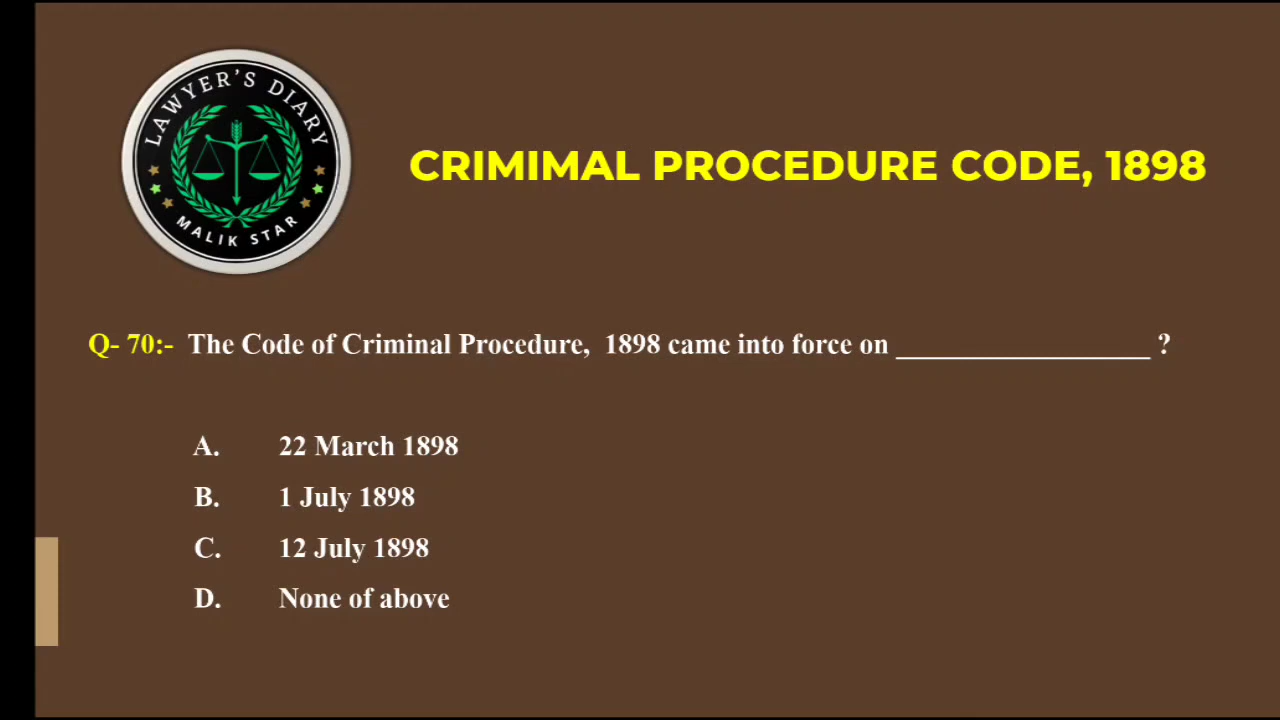 LAWYER'S DIARY
MALIK STAR
CRIMIMAL PROCEDURE CODE, 1898
Q- 70:- The Code of Criminal Procedure, 1898 came into force on __________________ ?
A. 22 March 1898
B. 1 July 1898
C. 12 July 1898
D. None of above